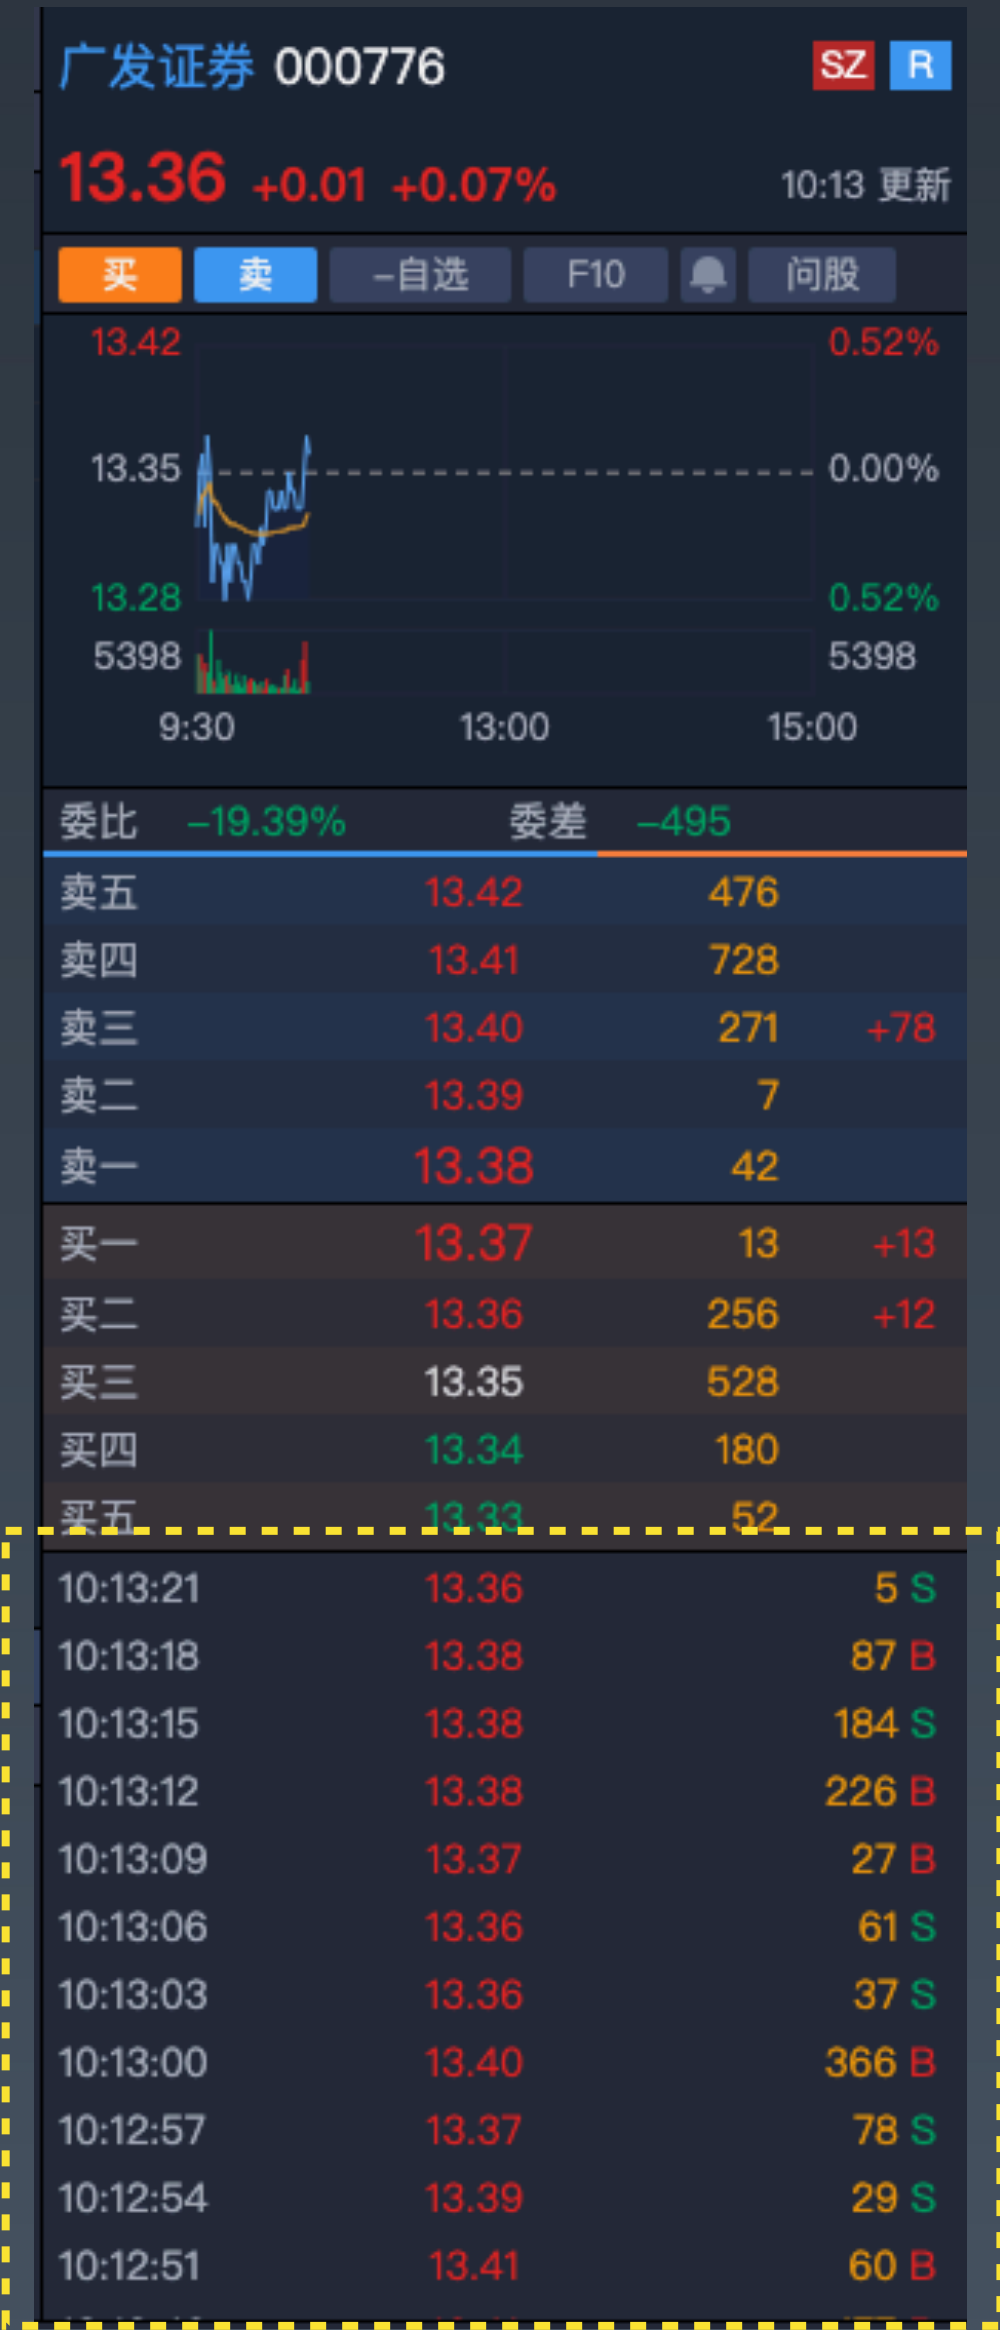 广发证券 000776 SZ R
13.36 +0.01 +0.07% 10:13 更新
买 卖 -自选 F10 问股
13.42 0.52%
13.35 0.00%
13.28 0.52%
5398 5398
9:30 13:00 15:00
委比 -19.39% 委差 -495
卖五 13.42 476
卖四 13.41 728
卖三 13.40 271 +78
卖二 13.39 7
卖一 13.38 42
买一 13.37 13 +13
买二 13.36 256 +12
买三 13.35 528
买四 13.34 180
买五 13.33 52
10:13:21 13.36 5 S
10:13:18 13.38 87 B
10:13:15 13.38 184 S
10:13:12 13.38 226 B
10:13:09 13.37 27 B
10:13:06 13.36 61 S
10:13:03 13.36 37 S
10:13:00 13.40 366 B
10:12:57 13.37 78 S
10:12:54 13.39 29 S
10:12:51 13.41 60 B